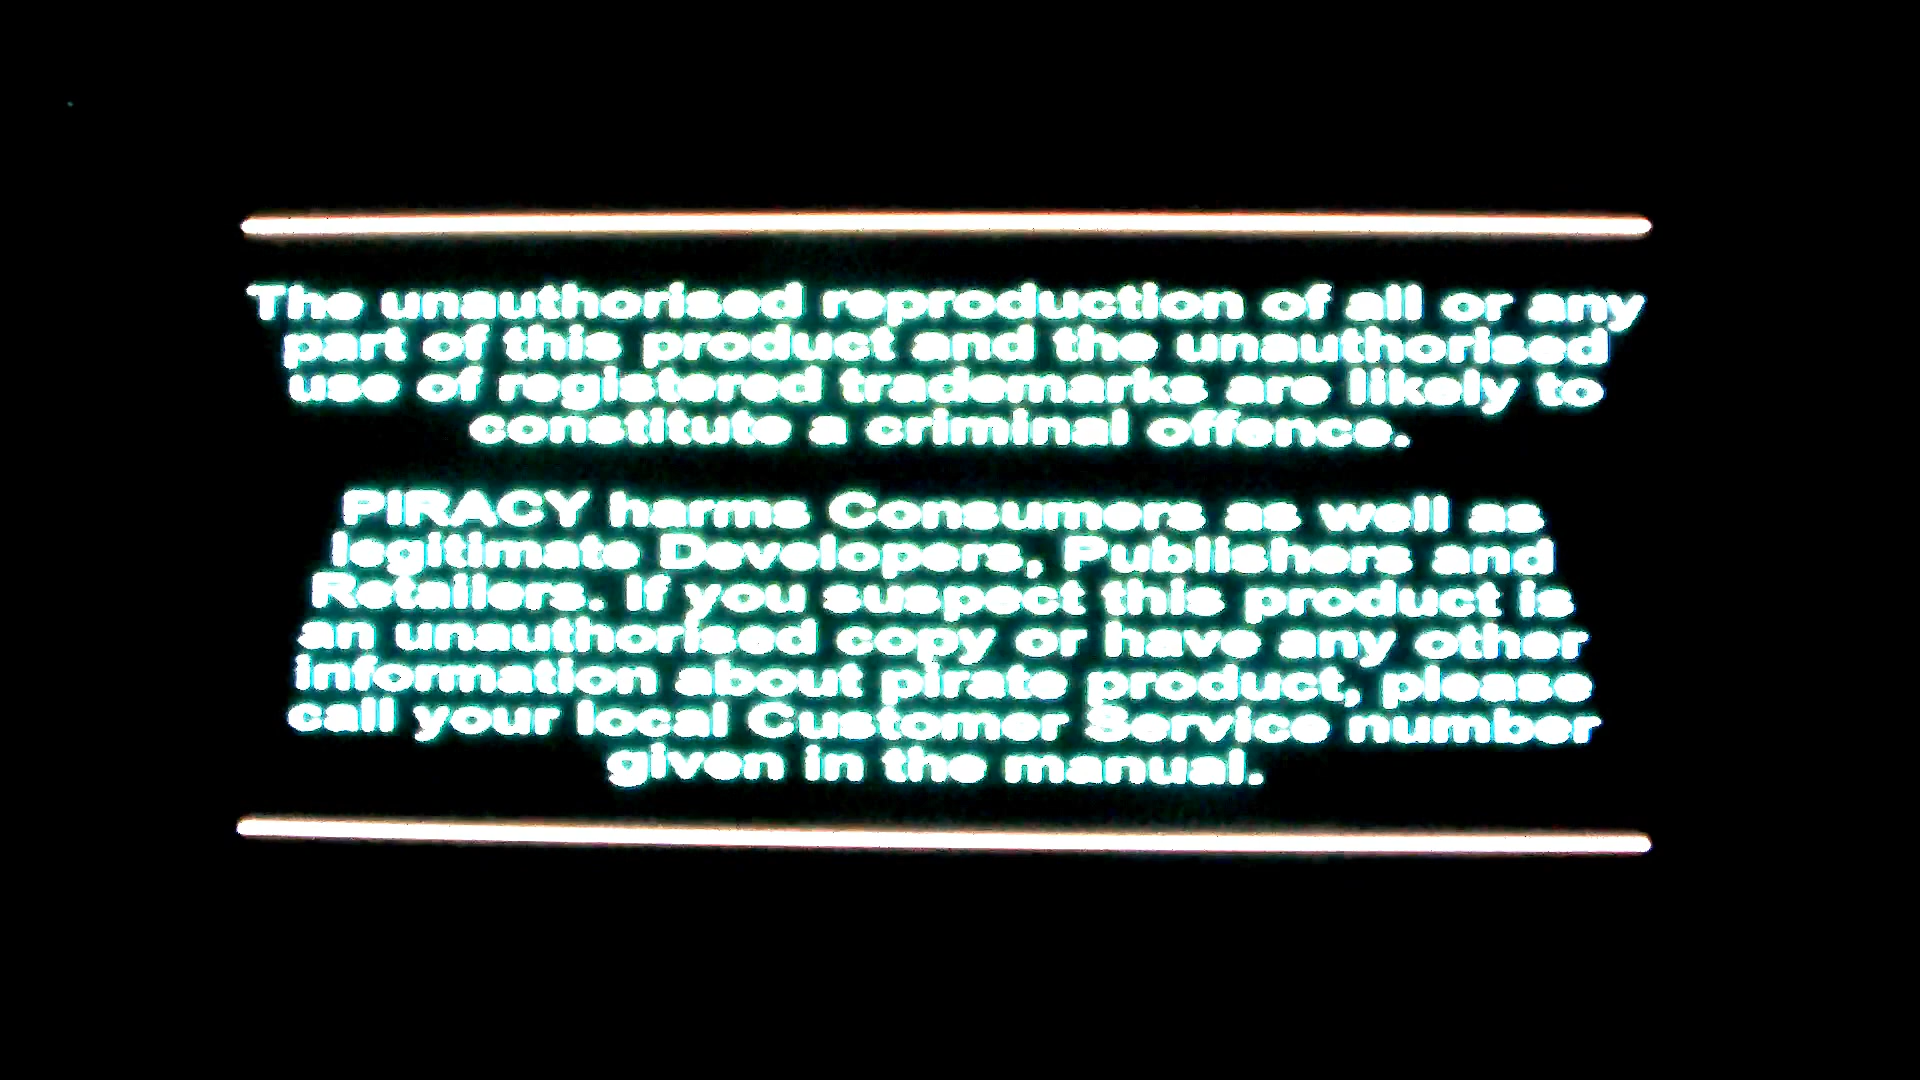 The unauthorised reproduction of all or any
part of this product and the unauthorised
use of registered trademarks are likely to
constitute a criminal offence.
PIRACY harms Consumers as well as
legitimate Developers, Publishers and
Retailers. If you suspect this product is
an unauthorised copy or have any other
information about pirate product, please
call your local Customer Service number
given in the manual.